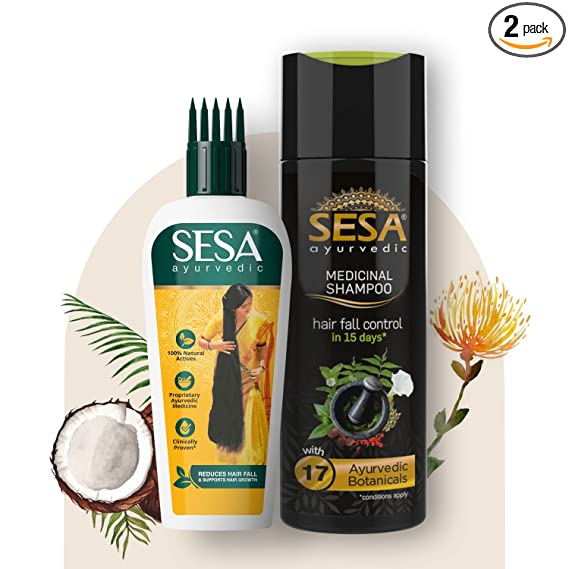 2
pack
SESA®
ayurvedic
100% Natural
Actives
Proprietary
Ayurvedic
Medicine
Clinically
Proven*
REDUCES HAIR FALL
& SUPPORTS HAIR GROWTH
SESA®
ayurvedic
MEDICINAL
SHAMPOO
hair fall control
in 15 days*
with
17
Ayurvedic
Botanicals
*conditions apply